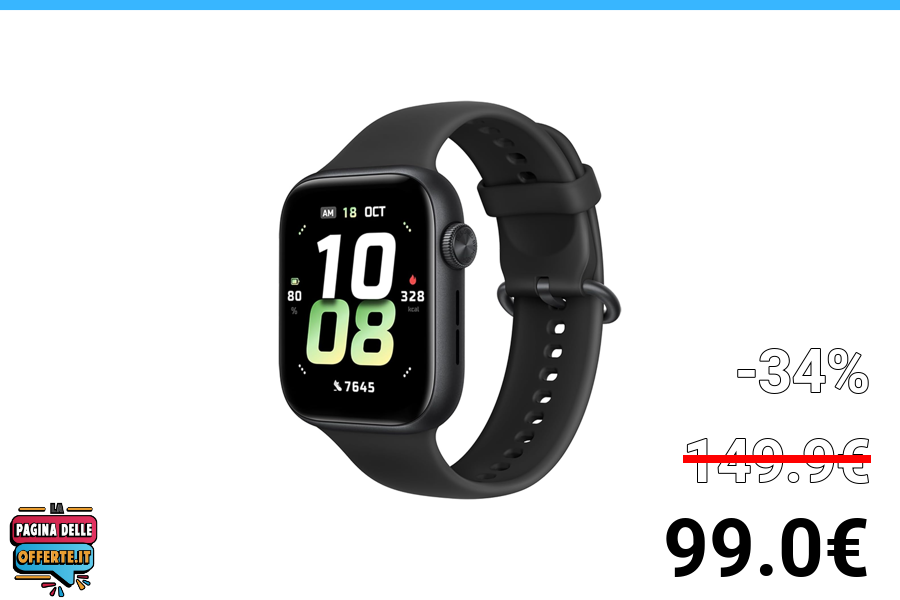 AM 18 OCT
10
80
328
%
kcal
08
7645
-34%
149.9€
99.0€
LA
PAGINA DELLE
OFFERTE.IT